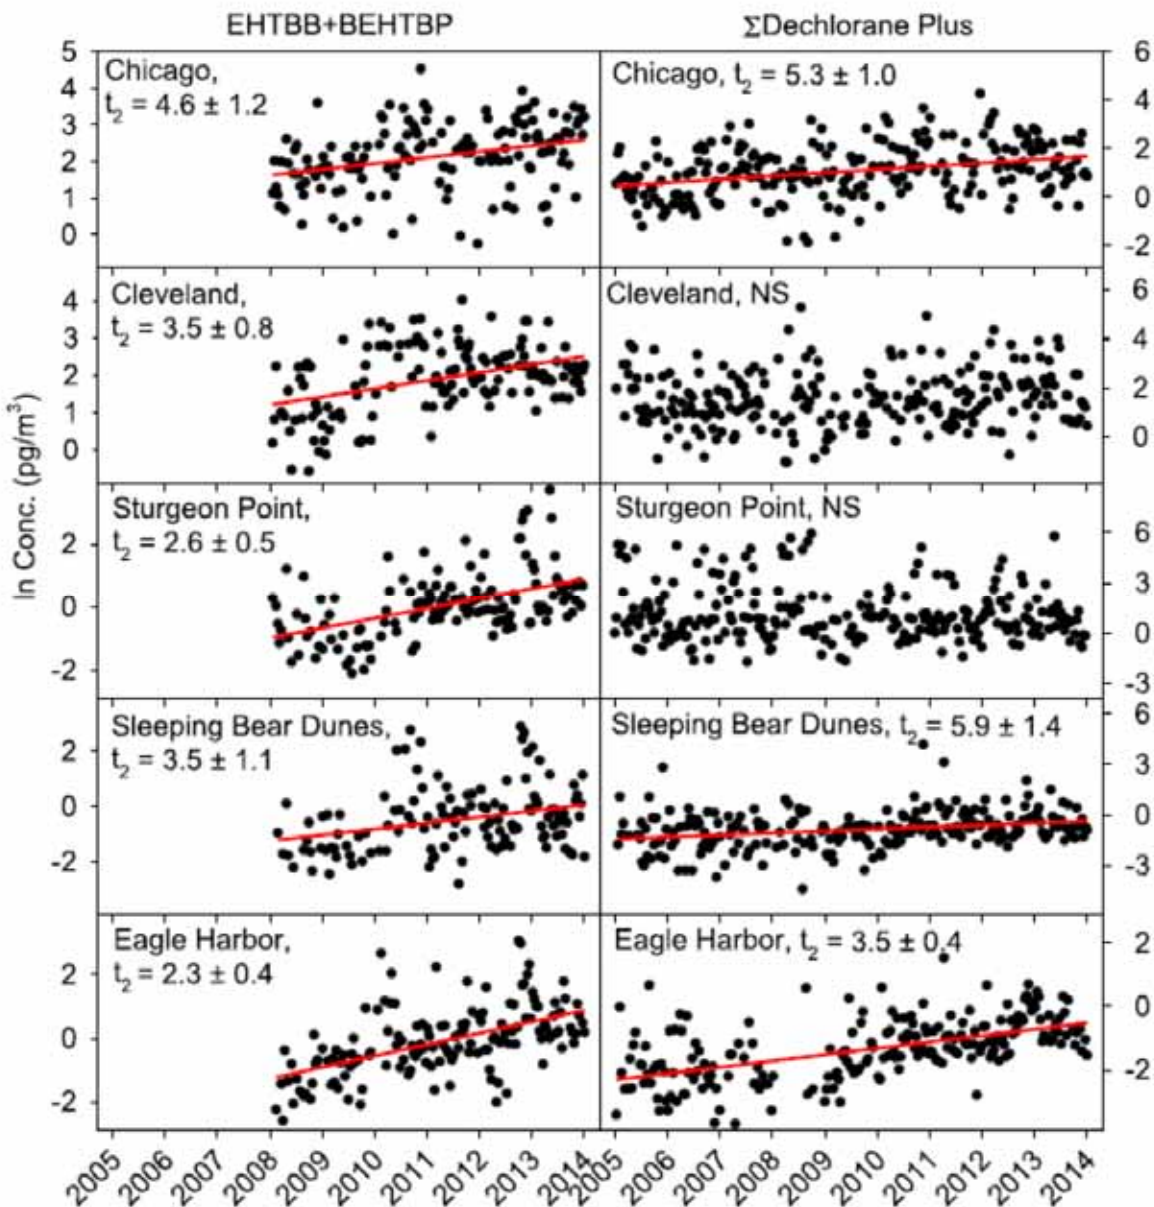 EHTBB+BEHTBP
ΣDechlorane Plus
ln Conc. (pg/m³)
Chicago,
t₂ = 4.6 ± 1.2
5
4
3
2
1
0
Chicago, t₂ = 5.3 ± 1.0
6
4
2
0
-2
Cleveland,
t₂ = 3.5 ± 0.8
4
3
2
1
0
Cleveland, NS
6
4
2
0
Sturgeon Point,
t₂ = 2.6 ± 0.5
2
0
-2
Sturgeon Point, NS
6
3
0
-3
Sleeping Bear Dunes,
t₂ = 3.5 ± 1.1
2
0
-2
Sleeping Bear Dunes, t₂ = 5.9 ± 1.4
6
3
0
-3
Eagle Harbor,
t₂ = 2.3 ± 0.4
2
0
-2
Eagle Harbor, t₂ = 3.5 ± 0.4
2
0
-2
2005 2006 2007 2008 2009 2010 2011 2012 2013 2014
2005 2006 2007 2008 2009 2010 2011 2012 2013 2014